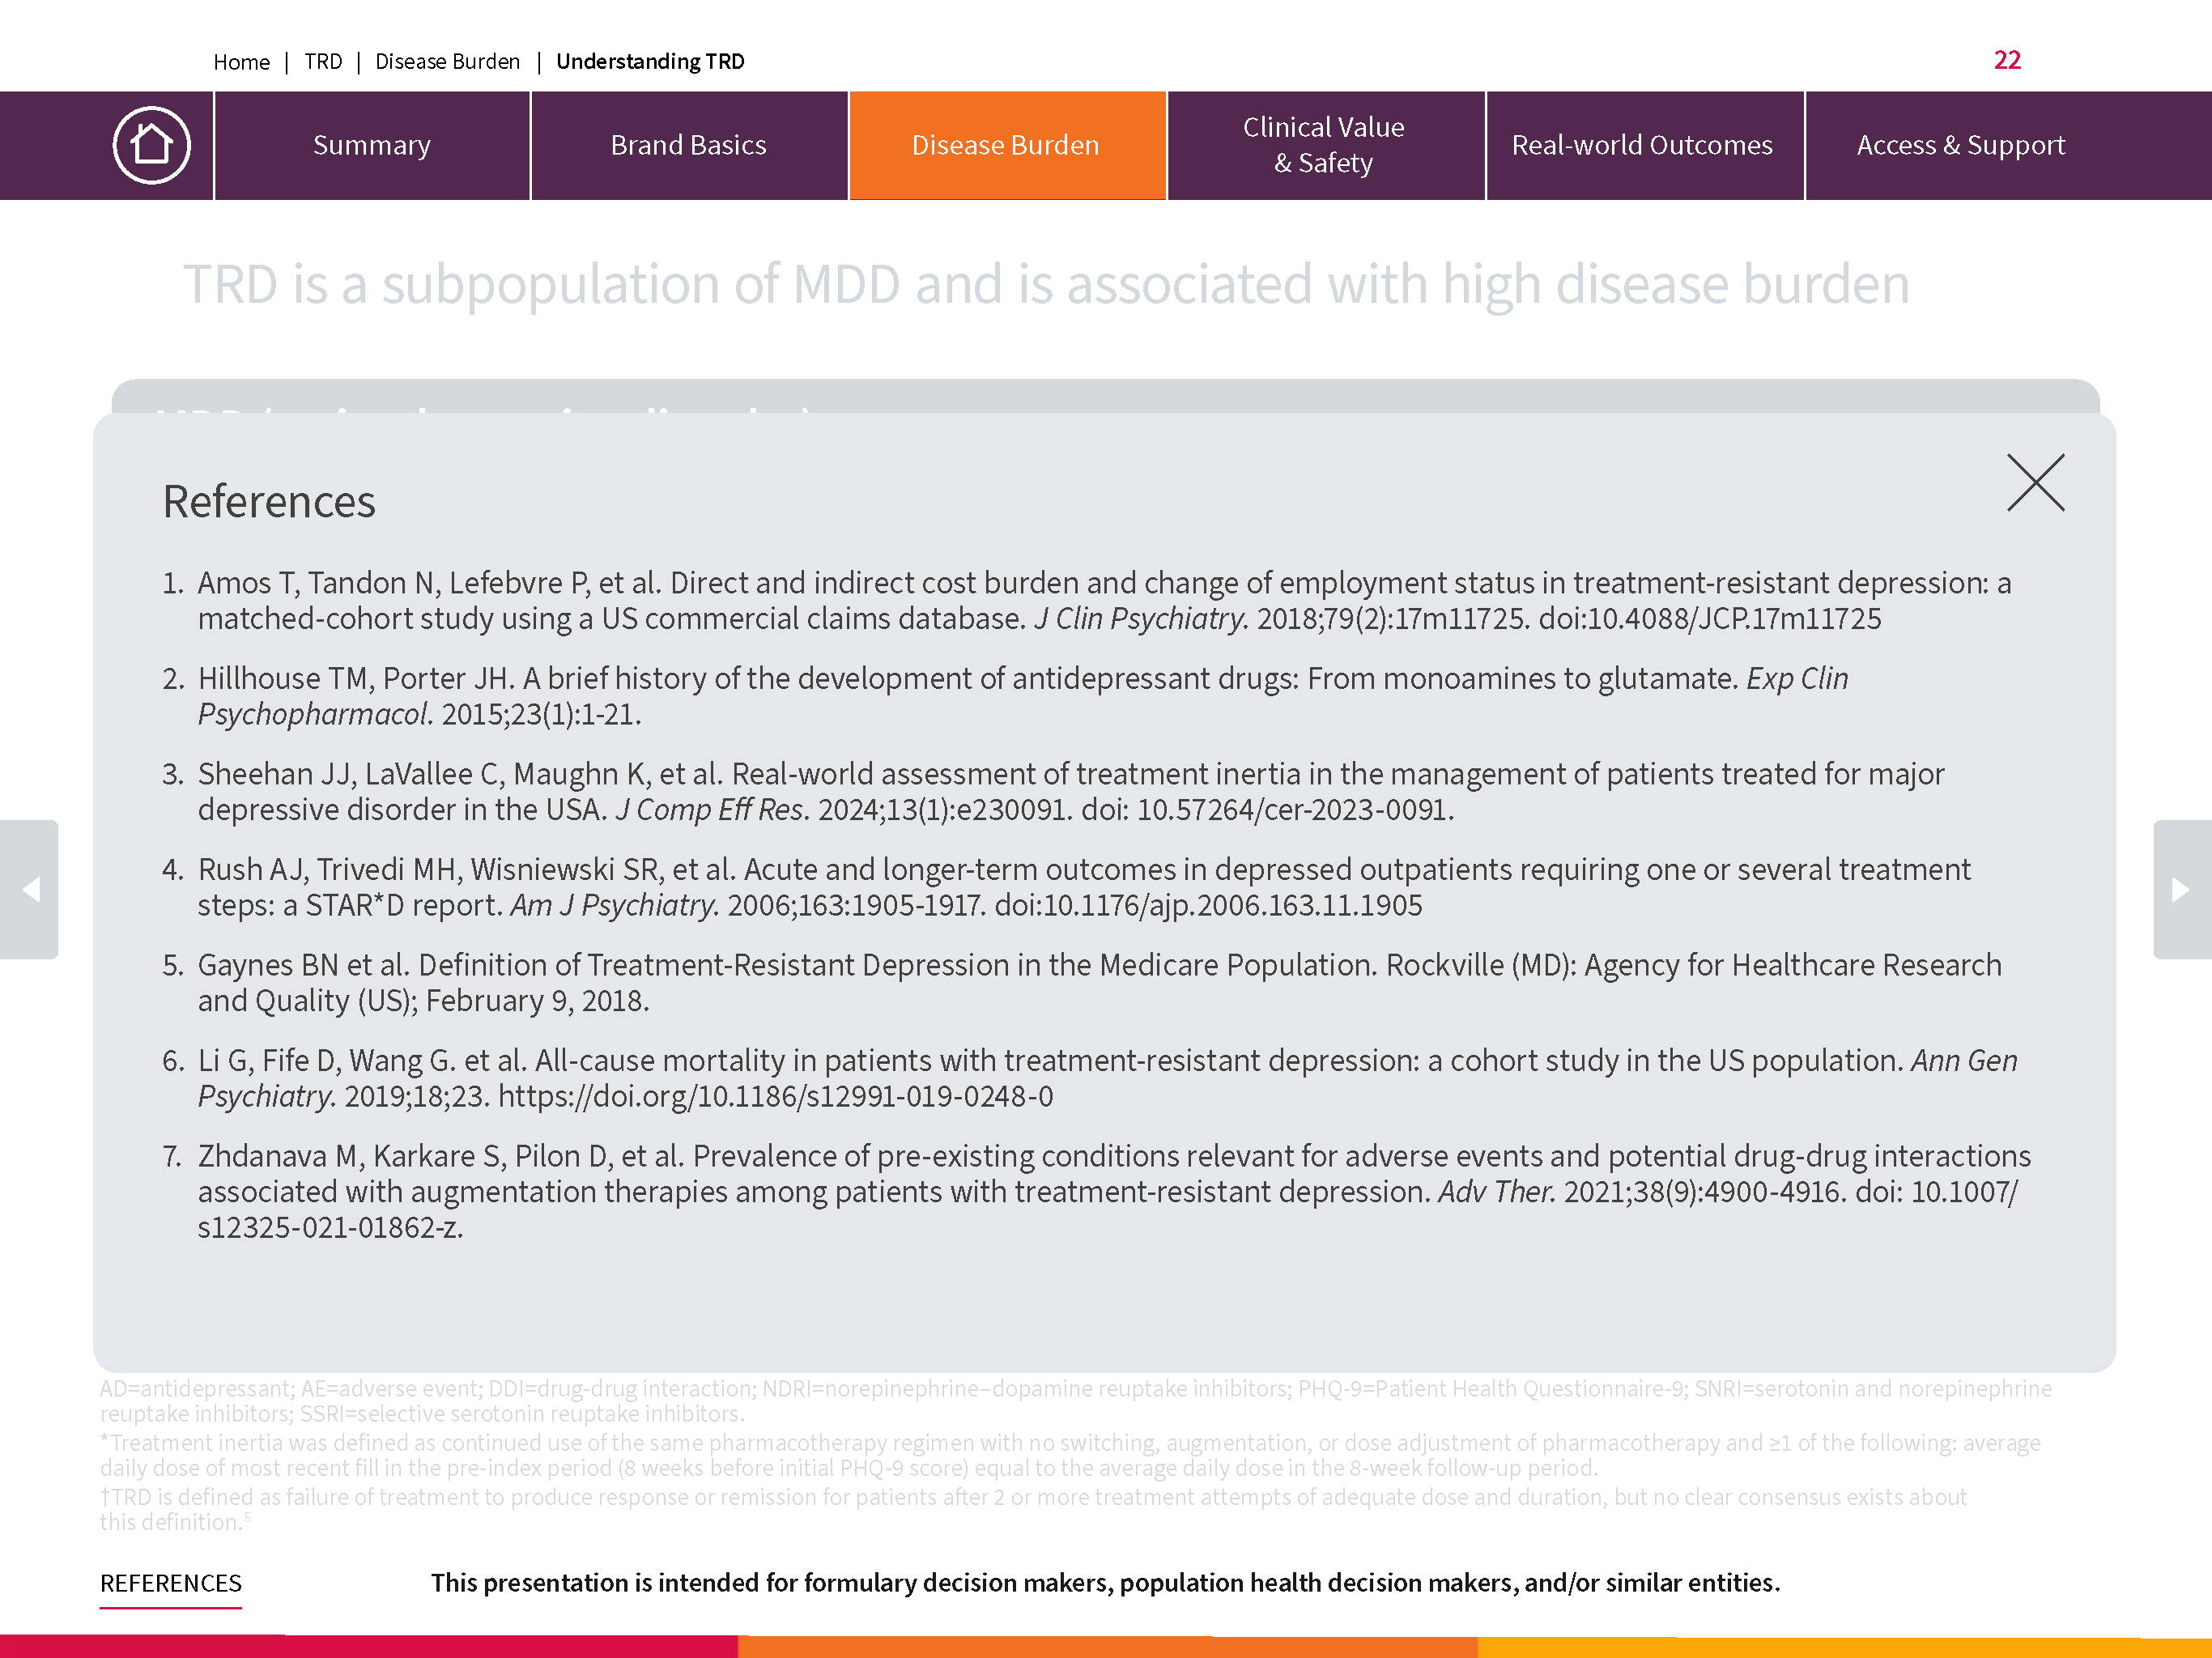 Home | TRD | Disease Burden | Understanding TRD
22
Summary
Brand Basics
Disease Burden
Clinical Value
& Safety
Real-world Outcomes
Access & Support
TRD is a subpopulation of MDD and is associated with high disease burden
MDD (major depressive disorder)
References
1. Amos T, Tandon N, Lefebvre P, et al. Direct and indirect cost burden and change of employment status in treatment-resistant depression: a
matched-cohort study using a US commercial claims database. J Clin Psychiatry. 2018;79(2):17m11725. doi:10.4088/JCP.17m11725
2. Hillhouse TM, Porter JH. A brief history of the development of antidepressant drugs: From monoamines to glutamate. Exp Clin
Psychopharmacol. 2015;23(1):1-21.
3. Sheehan JJ, LaVallee C, Maughn K, et al. Real-world assessment of treatment inertia in the management of patients treated for major
depressive disorder in the USA. J Comp Eff Res. 2024;13(1):e230091. doi: 10.57264/cer-2023-0091.
4. Rush AJ, Trivedi MH, Wisniewski SR, et al. Acute and longer-term outcomes in depressed outpatients requiring one or several treatment
steps: a STAR*D report. Am J Psychiatry. 2006;163:1905-1917. doi:10.1176/ajp.2006.163.11.1905
5. Gaynes BN et al. Definition of Treatment-Resistant Depression in the Medicare Population. Rockville (MD): Agency for Healthcare Research
and Quality (US); February 9, 2018.
6. Li G, Fife D, Wang G. et al. All-cause mortality in patients with treatment-resistant depression: a cohort study in the US population. Ann Gen
Psychiatry. 2019;18;23. https://doi.org/10.1186/s12991-019-0248-0
7. Zhdanava M, Karkare S, Pilon D, et al. Prevalence of pre-existing conditions relevant for adverse events and potential drug-drug interactions
associated with augmentation therapies among patients with treatment-resistant depression. Adv Ther. 2021;38(9):4900-4916. doi: 10.1007/
s12325-021-01862-z.
AD=antidepressant; AE=adverse event; DDI=drug-drug interaction; NDRI=norepinephrine–dopamine reuptake inhibitors; PHQ-9=Patient Health Questionnaire-9; SNRI=serotonin and norepinephrine
reuptake inhibitors; SSRI=selective serotonin reuptake inhibitors.
*Treatment inertia was defined as continued use of the same pharmacotherapy regimen with no switching, augmentation, or dose adjustment of pharmacotherapy and ≥1 of the following: average
daily dose of most recent fill in the pre-index period (8 weeks before initial PHQ-9 score) equal to the average daily dose in the 8-week follow-up period.
†TRD is defined as failure of treatment to produce response or remission for patients after 2 or more treatment attempts of adequate dose and duration, but no clear consensus exists about
this definition.⁵
REFERENCES
This presentation is intended for formulary decision makers, population health decision makers, and/or similar entities.